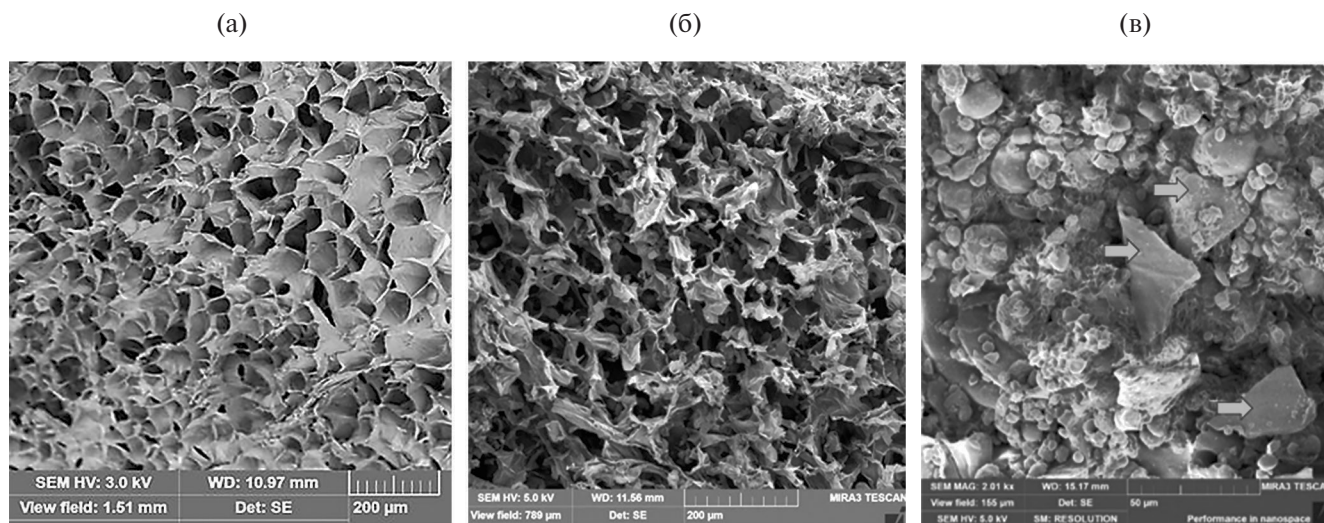 (а)
(б)
(в)
SEM HV: 3.0 kV WD: 10.97 mm
View field: 1.51 mm Det: SE 200 μm
SEM HV: 5.0 kV WD: 11.56 mm MIRA3 TESCAN
View field: 789 μm Det: SE 200 μm
SEM MAG: 2.01 kx WD: 15.17 mm MIRA3 TESCAN
View field: 155 μm Det: SE 50 μm
SEM HV: 5.0 kV SM: RESOLUTION Performance in nanospace